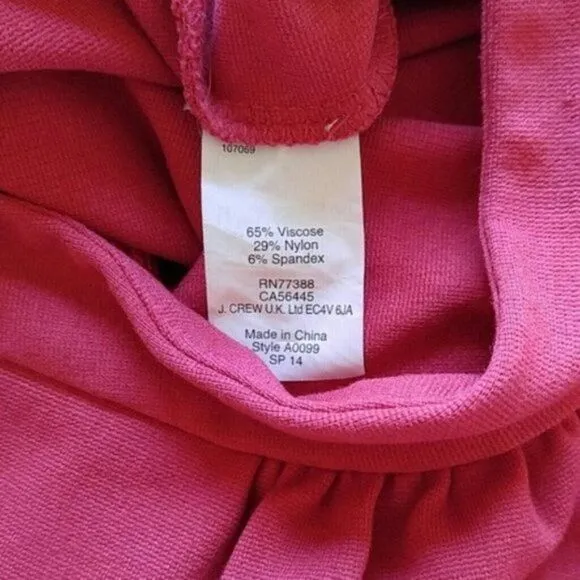 107069
65% Viscose
29% Nylon
6% Spandex
RN77388
CA56445
J. CREW U.K. Ltd EC4V 6JA
Made in China
Style A0099
SP 14